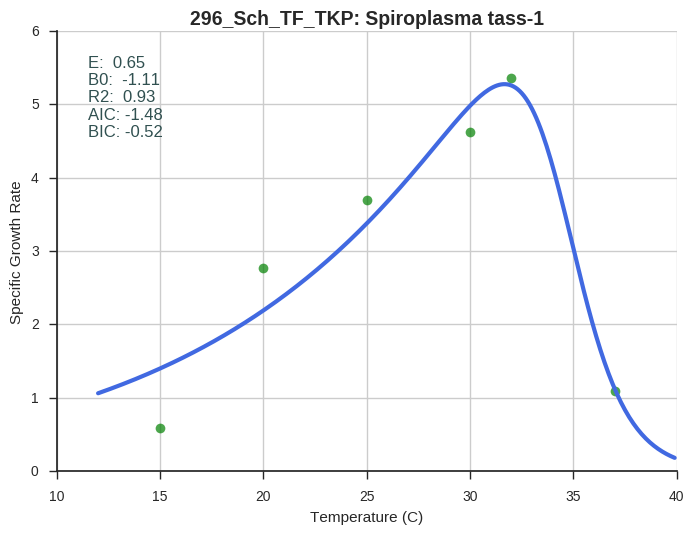 296_Sch_TF_TKP: Spiroplasma tass-1
E:  0.65
B0:  -1.11
R2:  0.93
AIC: -1.48
BIC: -0.52
Specific Growth Rate
6
5
4
3
2
1
0
10 15 20 25 30 35 40
Temperature (C)